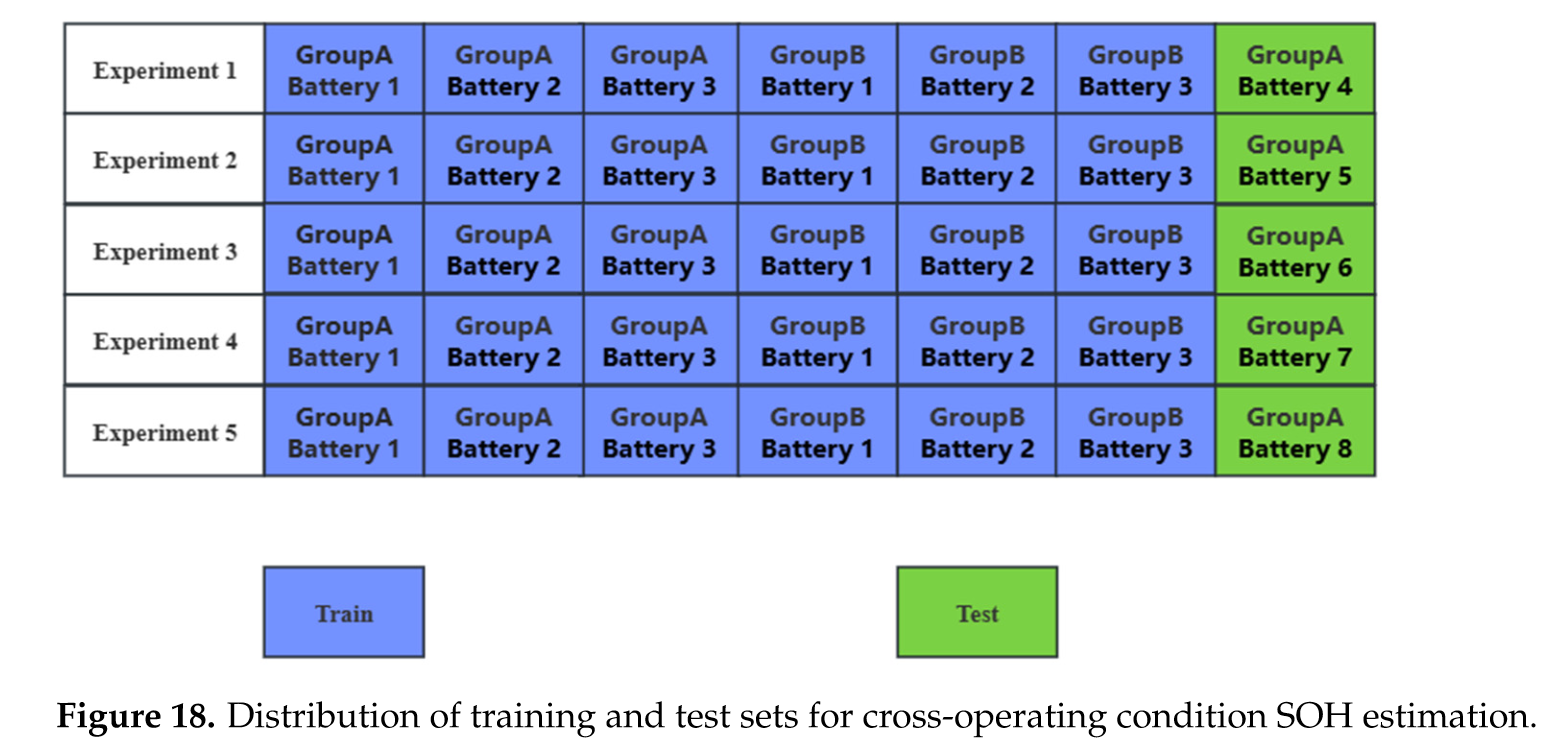 Experiment 1
GroupA
Battery 1
GroupA
Battery 2
GroupA
Battery 3
GroupB
Battery 1
GroupB
Battery 2
GroupB
Battery 3
GroupA
Battery 4
Experiment 2
GroupA
Battery 1
GroupA
Battery 2
GroupA
Battery 3
GroupB
Battery 1
GroupB
Battery 2
GroupB
Battery 3
GroupA
Battery 5
Experiment 3
GroupA
Battery 1
GroupA
Battery 2
GroupA
Battery 3
GroupB
Battery 1
GroupB
Battery 2
GroupB
Battery 3
GroupA
Battery 6
Experiment 4
GroupA
Battery 1
GroupA
Battery 2
GroupA
Battery 3
GroupB
Battery 1
GroupB
Battery 2
GroupB
Battery 3
GroupA
Battery 7
Experiment 5
GroupA
Battery 1
GroupA
Battery 2
GroupA
Battery 3
GroupB
Battery 1
GroupB
Battery 2
GroupB
Battery 3
GroupA
Battery 8
Train
Test
Figure 18. Distribution of training and test sets for cross-operating condition SOH estimation.